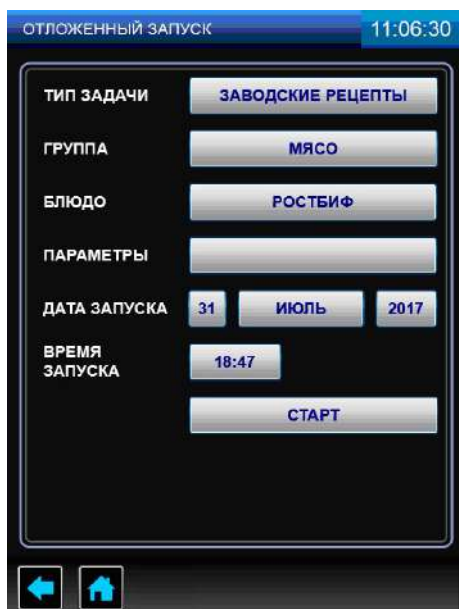 ОТЛОЖЕННЫЙ ЗАПУСК 11:06:30
ТИП ЗАДАЧИ ЗАВОДСКИЕ РЕЦЕПТЫ
ГРУППА МЯСО
БЛЮДО РОСТБИФ
ПАРАМЕТРЫ
ДАТА ЗАПУСКА 31 ИЮЛЬ 2017
ВРЕМЯ
ЗАПУСКА 18:47
СТАРТ